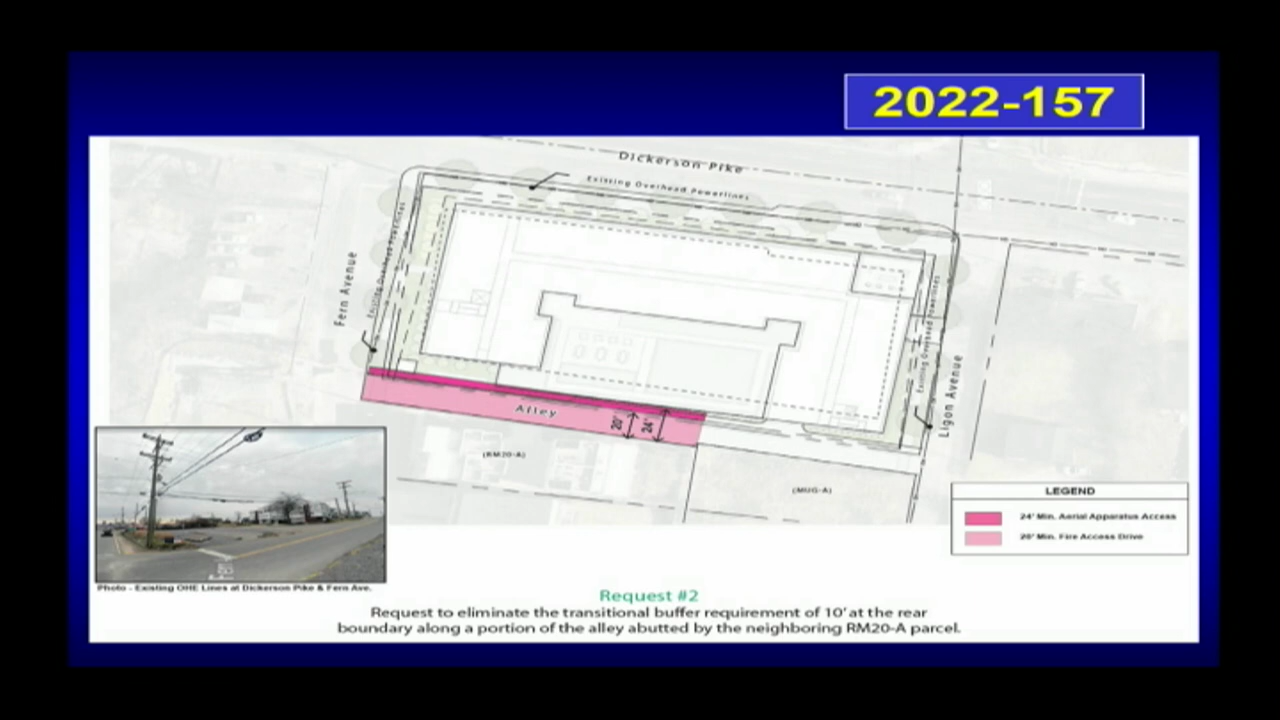 2022-157
Dickerson Pike
Existing Overhead Powerlines
Fern Avenue
Existing Overhead Powerlines
Existing Overhead Powerlines
Ligon Avenue
Alley
20'
24'
(RM20-A)
(MUG-A)
LEGEND
24' Min. Aerial Apparatus Access
20' Min. Fire Access Drive
Fern
Photo - Existing OHE Lines at Dickerson Pike & Fern Ave.
Request #2
Request to eliminate the transitional buffer requirement of 10' at the rear
boundary along a portion of the alley abutted by the neighboring RM20-A parcel.